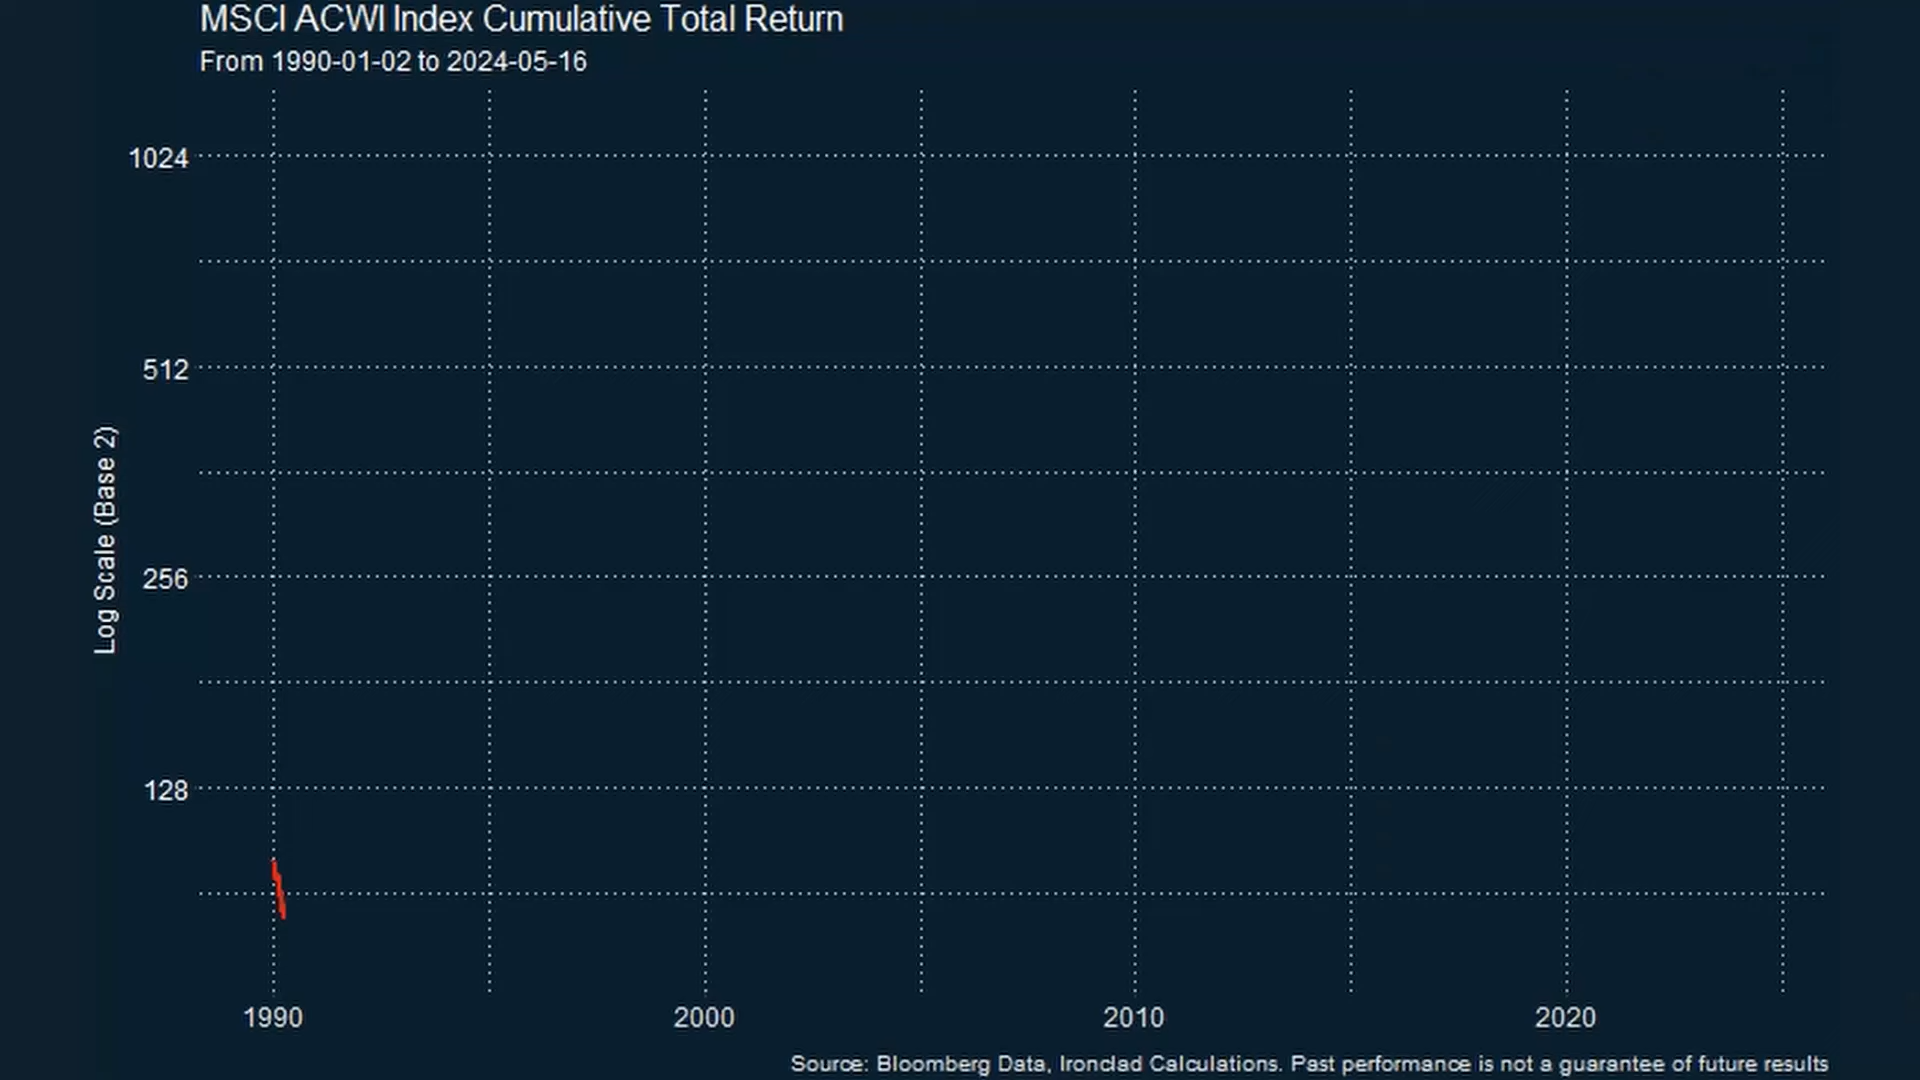 MSCI ACWI Index Cumulative Total Return
From 1990-01-02 to 2024-05-16
1024
512
256
128
Log Scale (Base 2)
1990
2000
2010
2020
Source: Bloomberg Data, Ironclad Calculations. Past performance is not a guarantee of future results